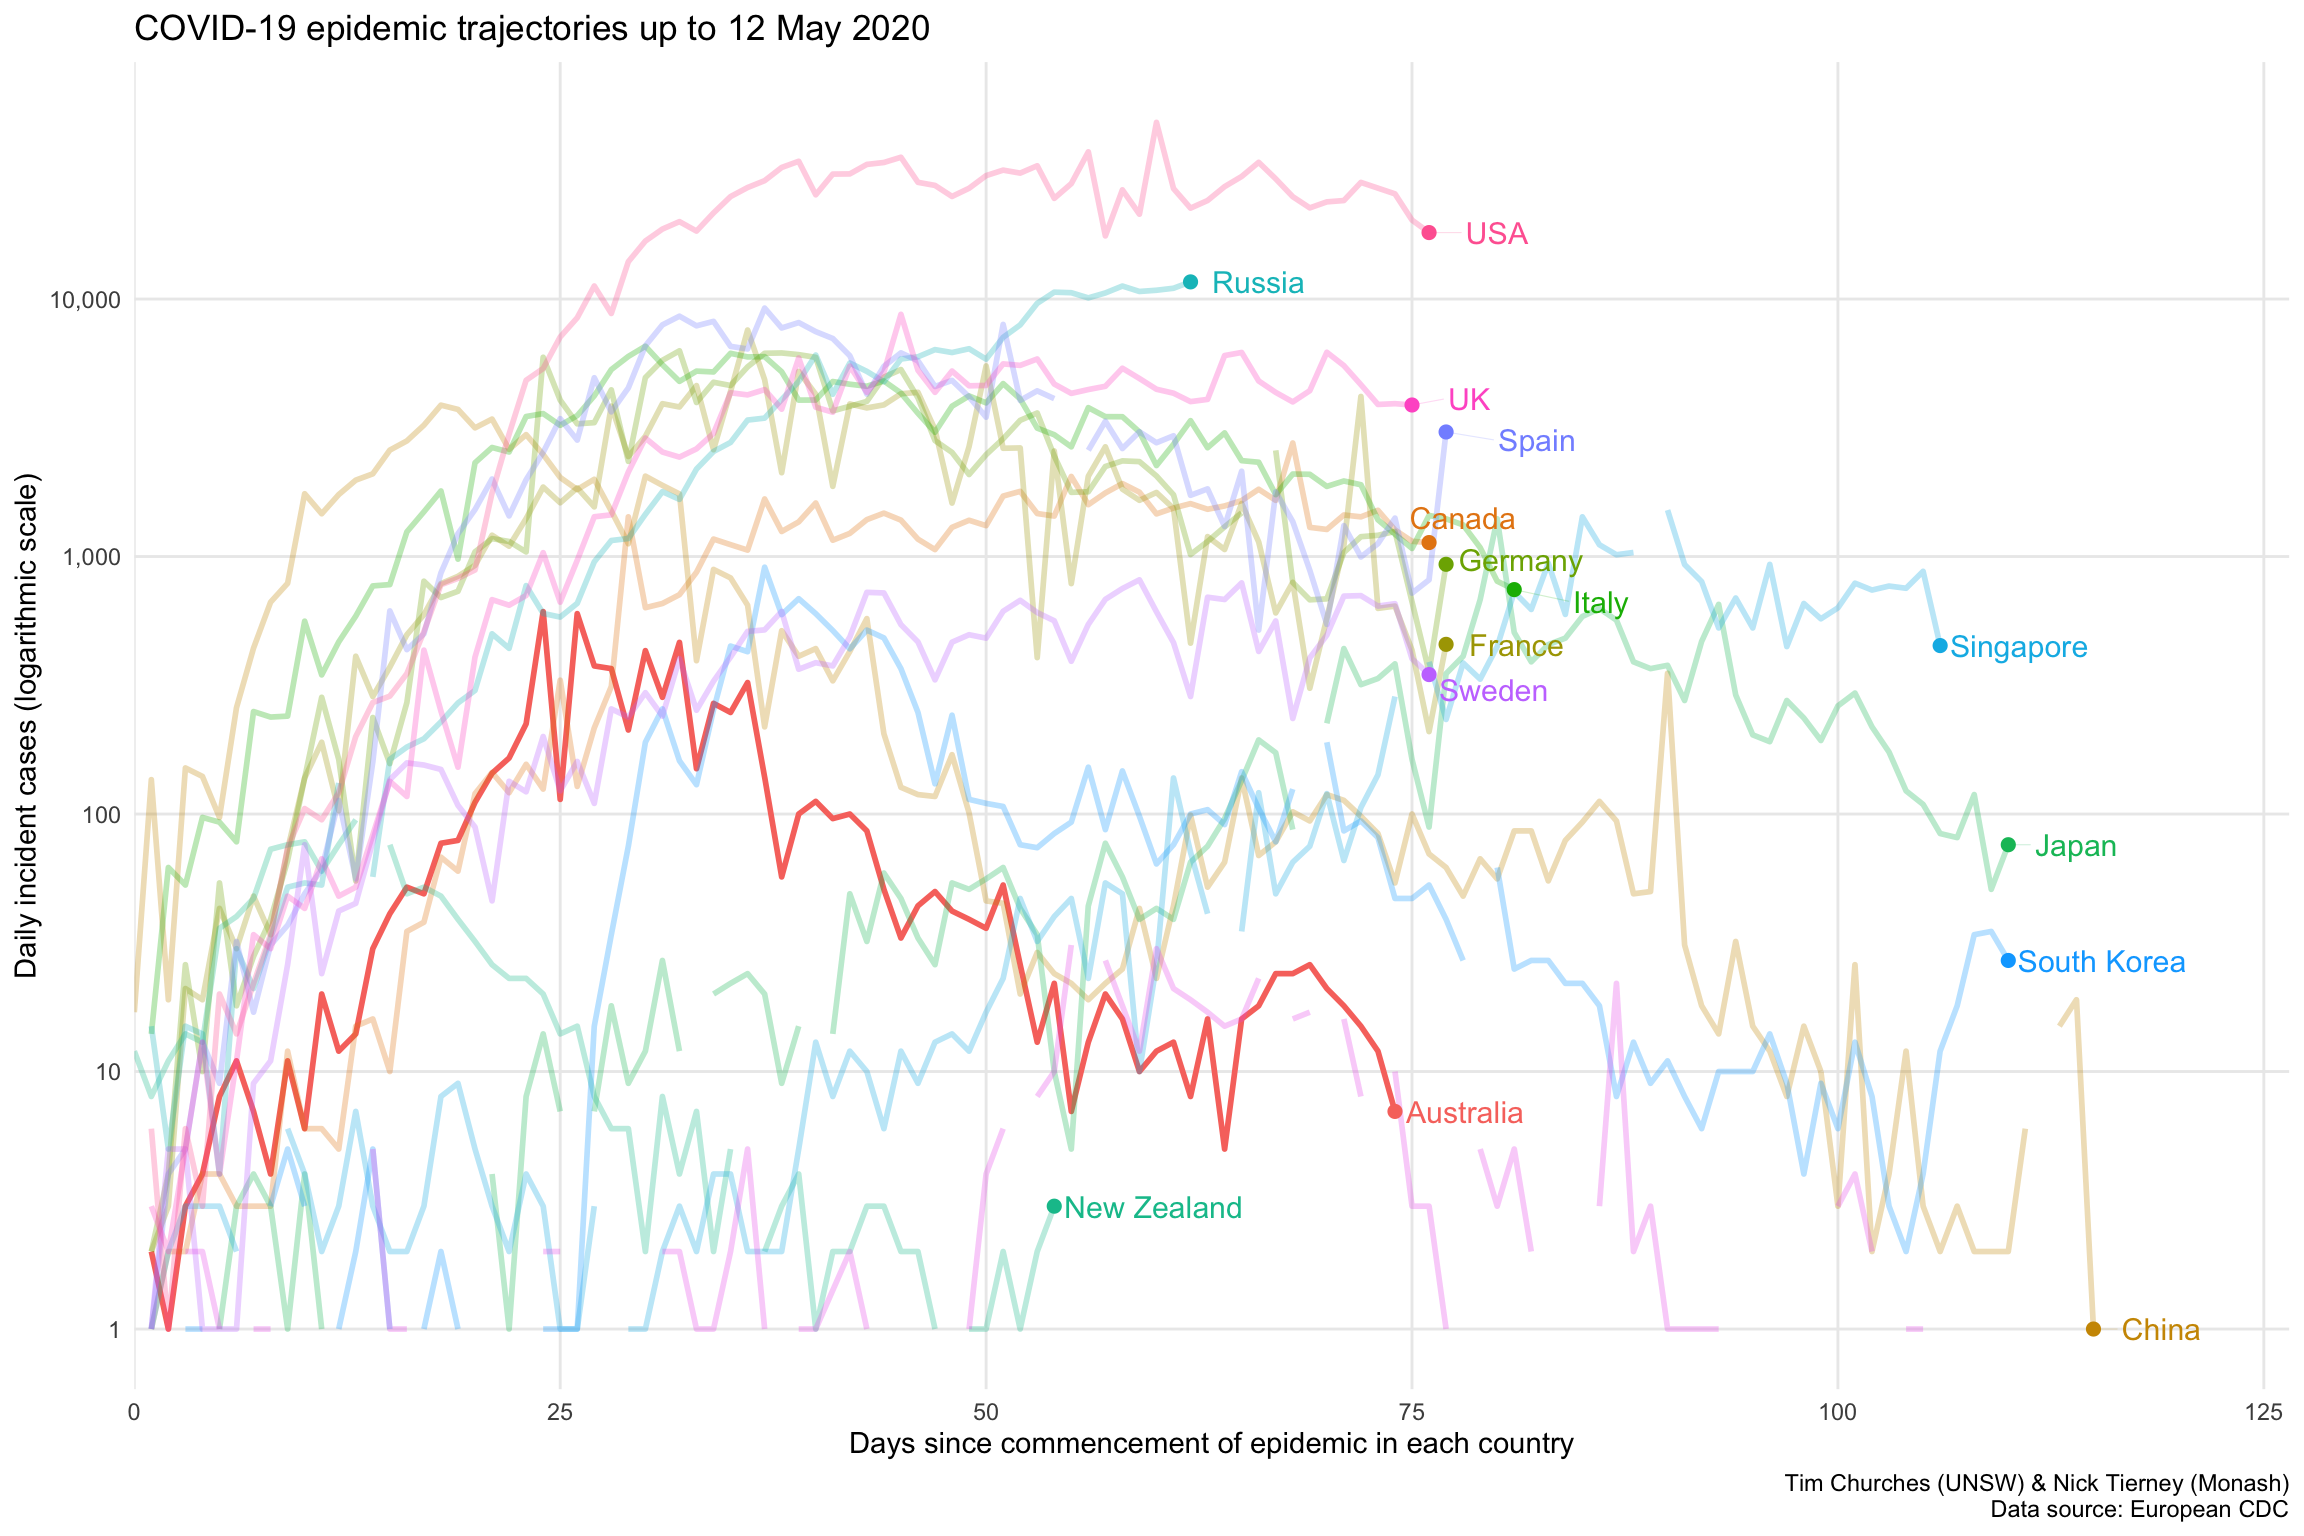 COVID-19 epidemic trajectories up to 12 May 2020
Daily incident cases (logarithmic scale)
10,000
1,000
100
10
1
USA
Russia
UK
Spain
Canada
Germany
Italy
France
Singapore
Sweden
Japan
South Korea
Australia
New Zealand
China
0 25 50 75 100 125
Days since commencement of epidemic in each country
Tim Churches (UNSW) & Nick Tierney (Monash)
Data source: European CDC